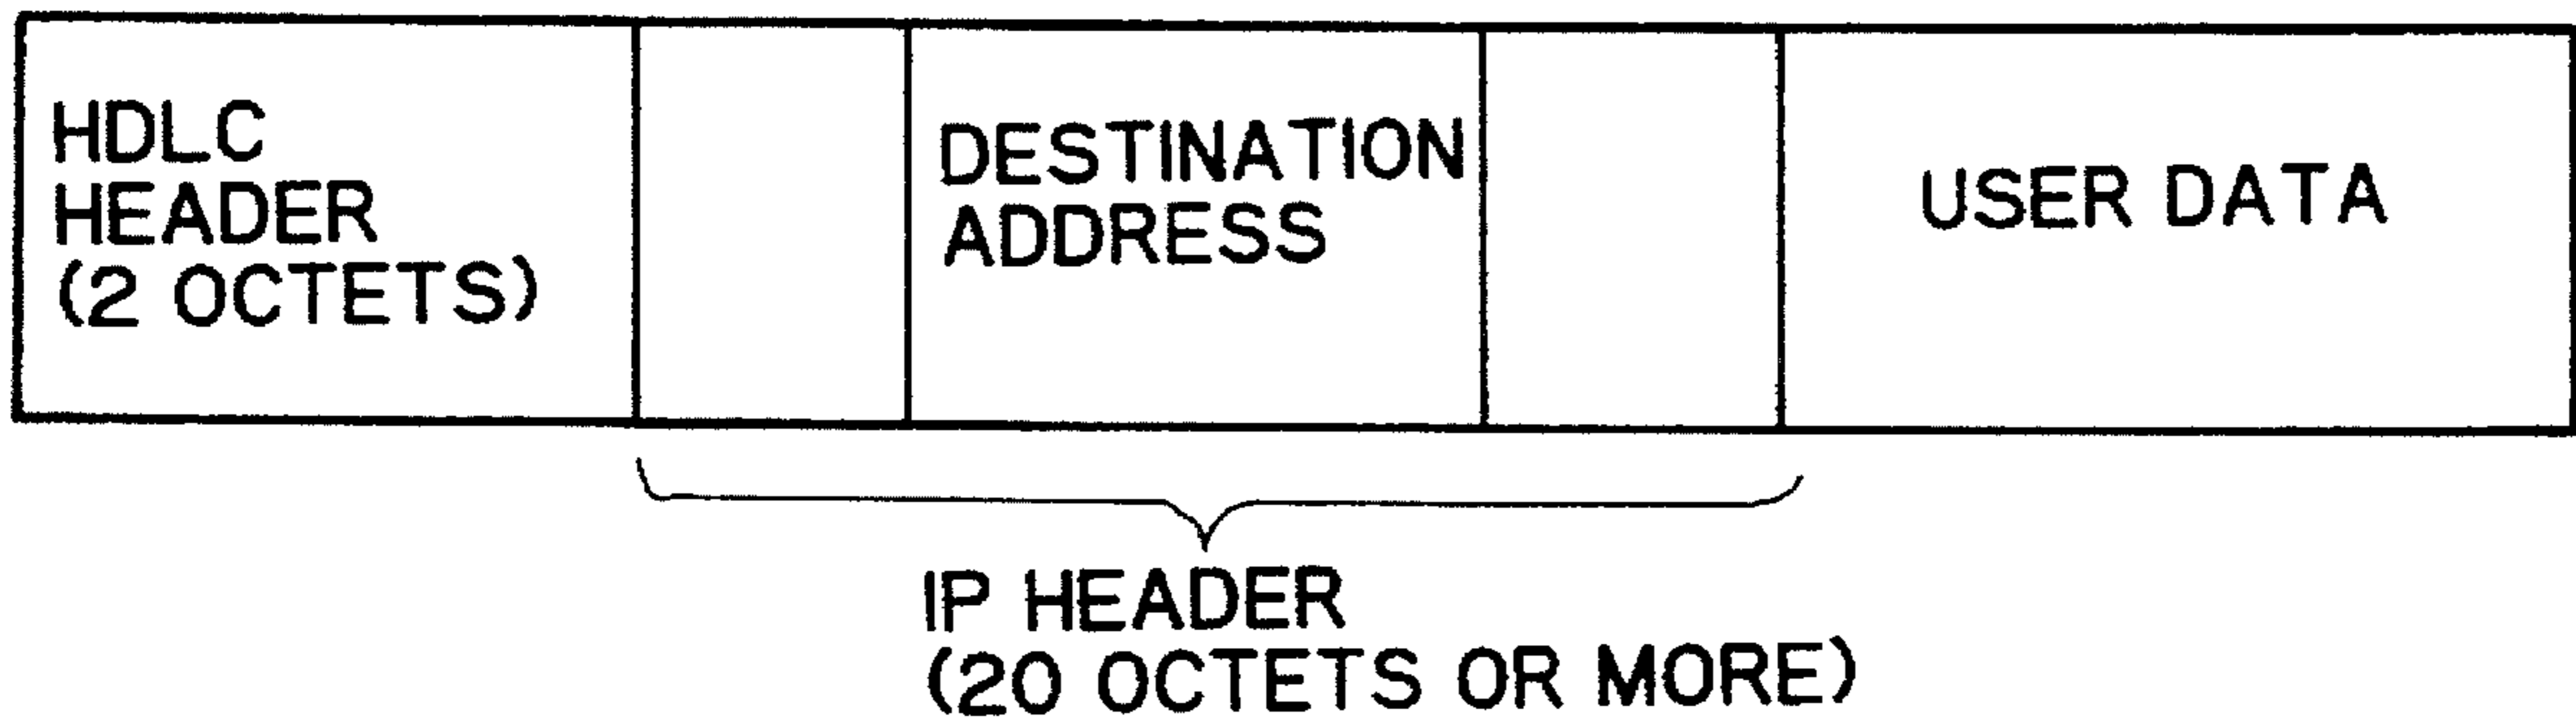 HDLC
HEADER
(2 OCTETS)
DESTINATION
ADDRESS
USER DATA
IP HEADER
(20 OCTETS OR MORE)